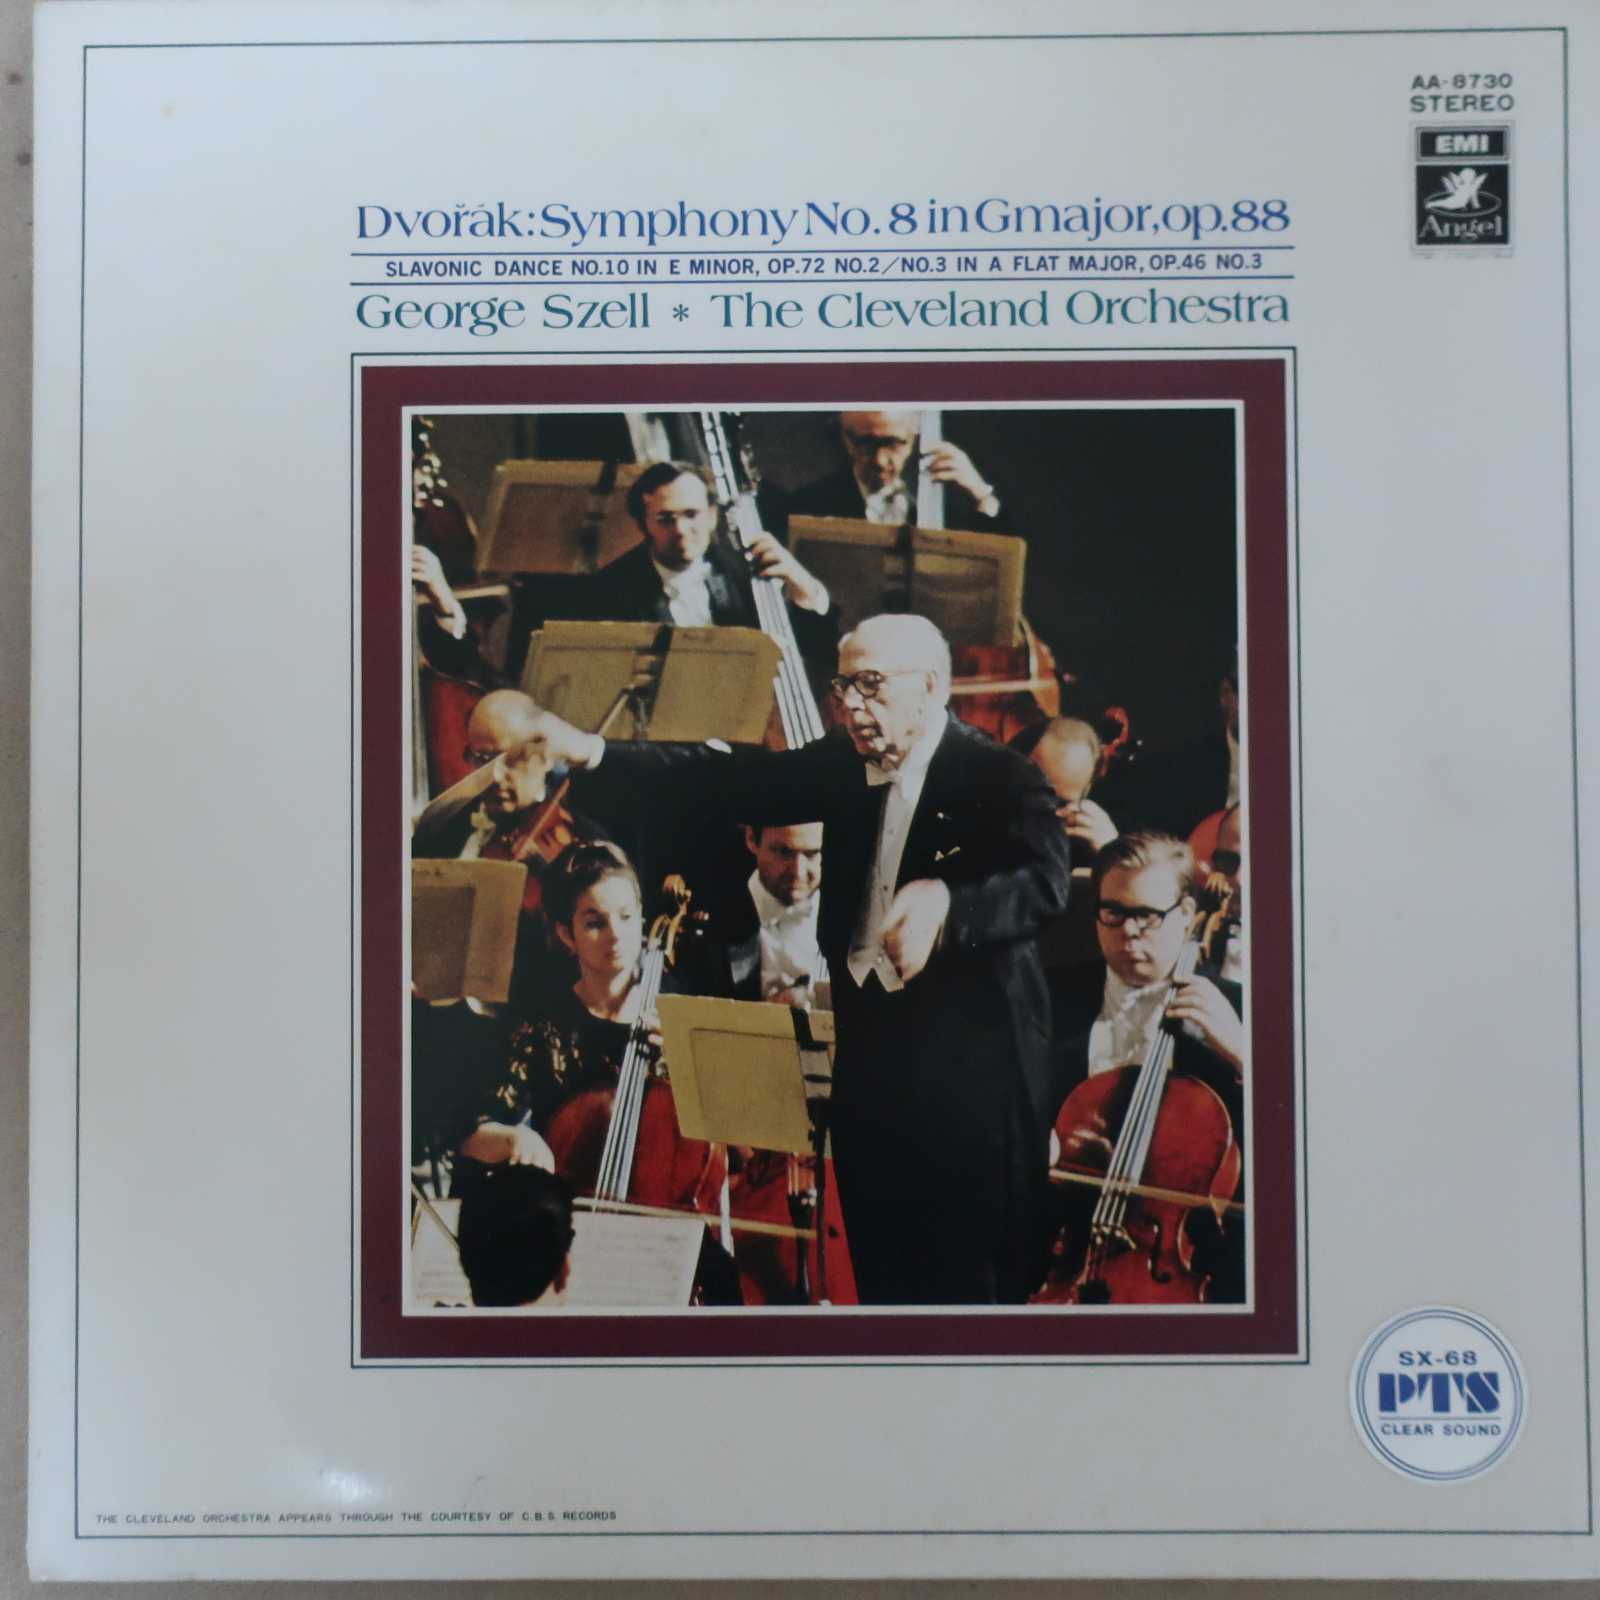 AA-8730
STEREO
EMI
Angel
Dvořák:Symphony No. 8 in G major, op. 88
SLAVONIC DANCE NO.10 IN E MINOR, OP.72 NO.2/NO.3 IN A FLAT MAJOR, OP.46 NO.3
George Szell * The Cleveland Orchestra
SX-68
PTS
CLEAR SOUND
THE CLEVELAND ORCHESTRA APPEARS THROUGH THE COURTESY OF C.B.S. RECORDS